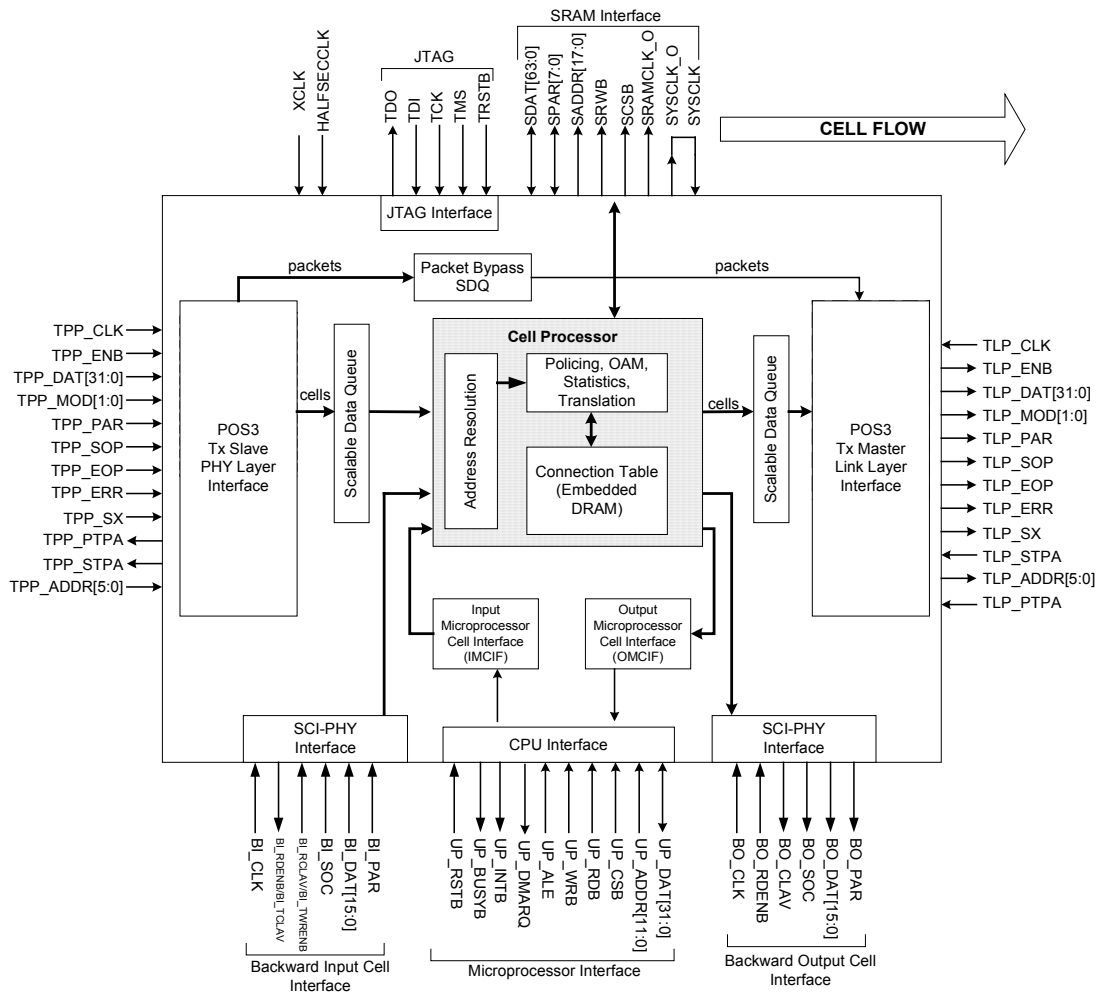 SRAM Interface
JTAG
XCLK
HALFSECCLK
TDO
TDI
TCK
TMS
TRSTB
SDAT[63:0]
SPAR[7:0]
SADDR[17:0]
SRWB
SCSB
SRAMCLK_O
SYSCLK_O
SYSCLK
CELL FLOW
JTAG Interface
packets
Packet Bypass
SDQ
packets
TPP_CLK
TPP_ENB
TPP_DAT[31:0]
TPP_MOD[1:0]
TPP_PAR
TPP_SOP
TPP_EOP
TPP_ERR
TPP_SX
TPP_PTPA
TPP_STPA
TPP_ADDR[5:0]
POS3
Tx Slave
PHY Layer
Interface
cells
Scalable Data Queue
Cell Processor
Address Resolution
Policing, OAM,
Statistics,
Translation
Connection Table
(Embedded
DRAM)
cells
Scalable Data Queue
POS3
Tx Master
Link Layer
Interface
TLP_CLK
TLP_ENB
TLP_DAT[31:0]
TLP_MOD[1:0]
TLP_PAR
TLP_SOP
TLP_EOP
TLP_ERR
TLP_SX
TLP_STPA
TLP_ADDR[5:0]
TLP_PTPA
Input
Microprocessor
Cell Interface
(IMCIF)
Output
Microprocessor
Cell Interface
(OMCIF)
SCI-PHY
Interface
CPU Interface
SCI-PHY
Interface
BI_CLK
BI_RDENB/BI_TCLAV
BI_RCLAV/BI_TWRENB
BI_SOC
BI_DAT[15:0]
BI_PAR
UP_RSTB
UP_BUSYB
UP_INTB
UP_DMARQ
UP_ALE
UP_WRB
UP_RDB
UP_CSB
UP_ADDR[11:0]
UP_DAT[31:0]
BO_CLK
BO_RDENB
BO_CLAV
BO_SOC
BO_DAT[15:0]
BO_PAR
Backward Input Cell
Interface
Microprocessor Interface
Backward Output Cell
Interface